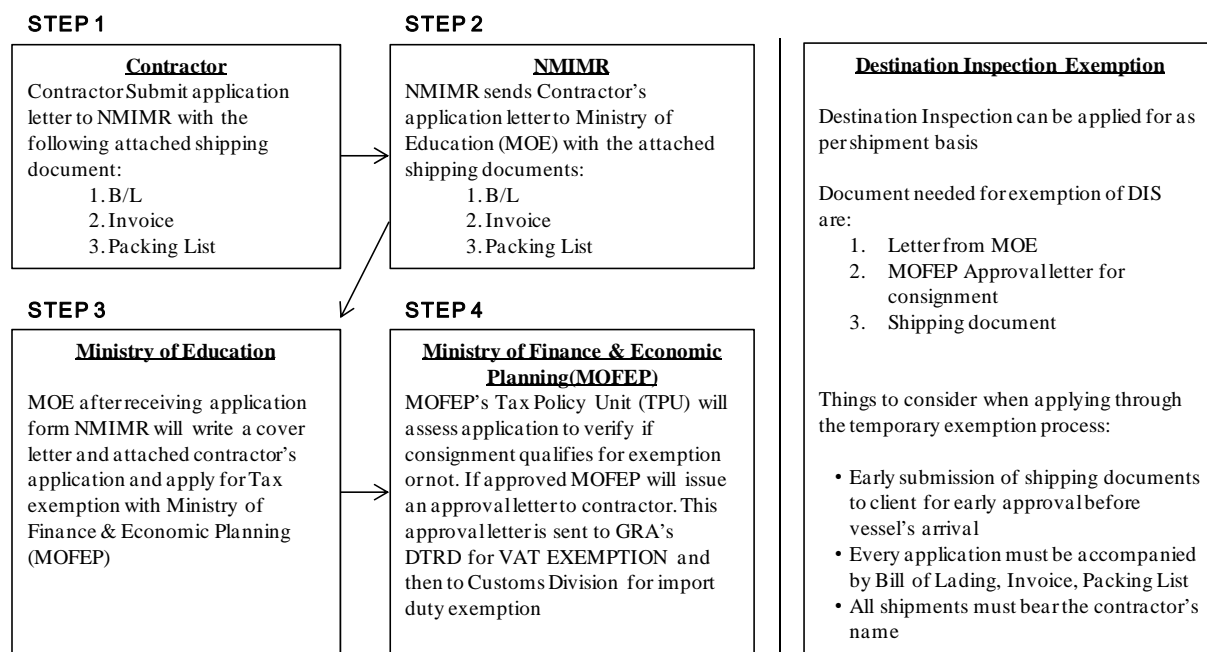 STEP 1
Contractor
Contractor Submit application
letter to NMIMR with the
following attached shipping
document:
1. B/L
2. Invoice
3. Packing List
STEP 2
NMIMR
NMIMR sends Contractor's
application letter to Ministry of
Education (MOE) with the attached
shipping documents:
1. B/L
2. Invoice
3. Packing List
STEP 3
Ministry of Education
MOE after receiving application
form NMIMR will write a cover
letter and attached contractor's
application and apply for Tax
exemption with Ministry of
Finance & Economic Planning
(MOFEP)
STEP 4
Ministry of Finance & Economic
Planning(MOFEP)
MOFEP's Tax Policy Unit (TPU) will
assess application to verify if
consignment qualifies for exemption
or not. If approved MOFEP will issue
an approval letter to contractor. This
approval letter is sent to GRA's
DTRD for VAT EXEMPTION and
then to Customs Division for import
duty exemption
Destination Inspection Exemption
Destination Inspection can be applied for as
per shipment basis
Document needed for exemption of DIS
are:
1. Letter from MOE
2. MOFEP Approval letter for
consignment
3. Shipping document
Things to consider when applying through
the temporary exemption process:
• Early submission of shipping documents
to client for early approval before
vessel's arrival
• Every application must be accompanied
by Bill of Lading, Invoice, Packing List
• All shipments must bear the contractor's
name